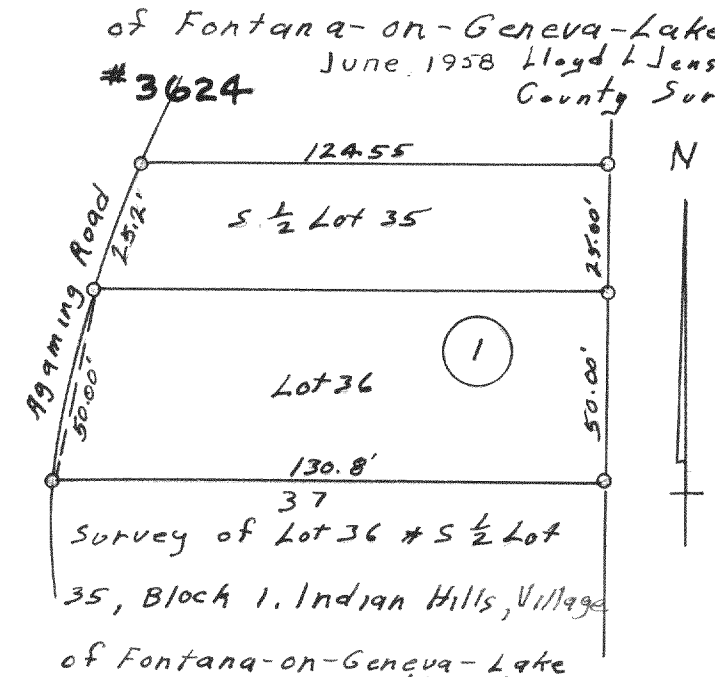 of Fontana-on-Geneva-Lake
June 1958 Lloyd L Jens
County Sur
#3624
124.55
N
Agaming Road
25.2'
S ½ Lot 35
25.00'
1
50.00'
Lot 36
50.00'
130.8'
37
Survey of Lot 36 & S ½ Lot
35, Block 1, Indian Hills, Village
of Fontana-on-Geneva-Lake